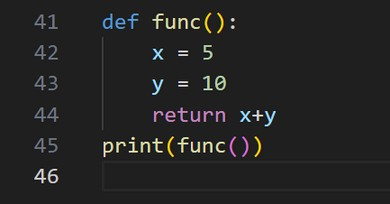 41 def func():
42     x = 5
43     y = 10
44     return x+y
45 print(func())
46